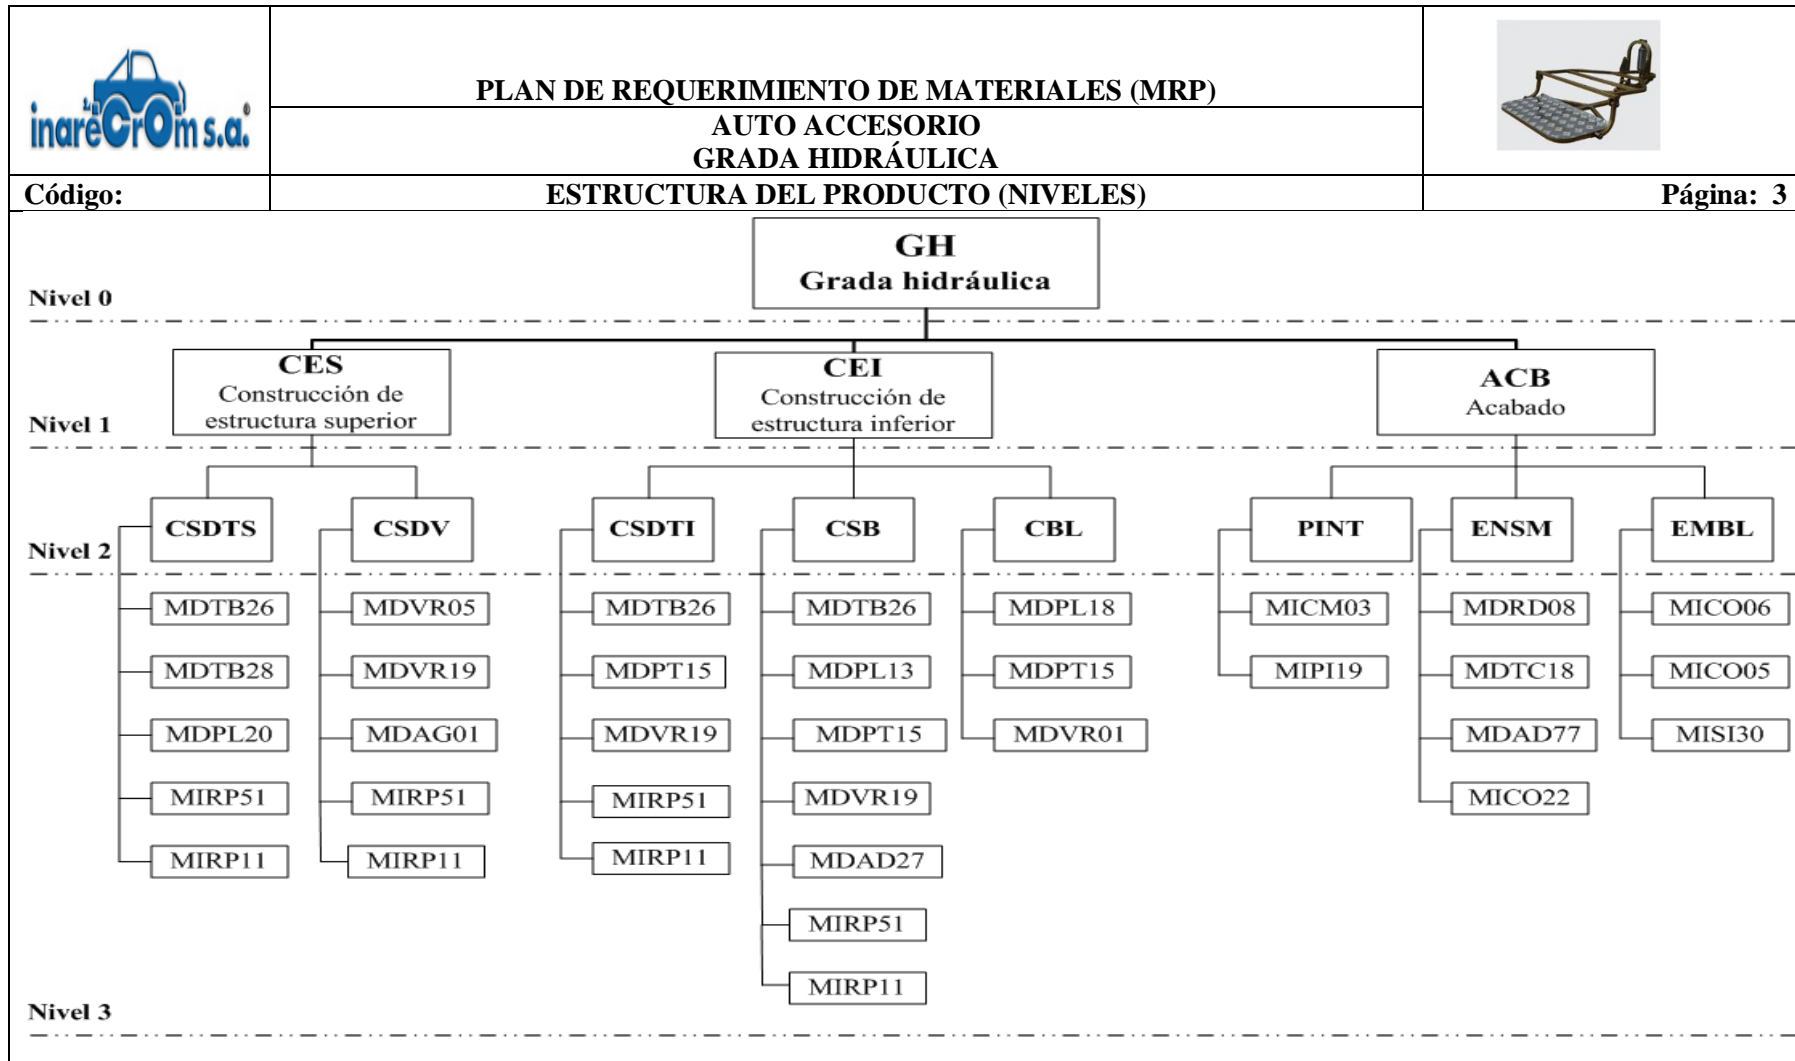 inareCrom s.a.®
PLAN DE REQUERIMIENTO DE MATERIALES (MRP)
AUTO ACCESORIO
GRADA HIDRÁULICA
Código:
ESTRUCTURA DEL PRODUCTO (NIVELES)
Página: 3
GH
Grada hidráulica
Nivel 0
CES
Construcción de
estructura superior
CEI
Construcción de
estructura inferior
ACB
Acabado
Nivel 1
CSDTS
CSDV
CSDTI
CSB
CBL
PINT
ENSM
EMBL
Nivel 2
MDTB26
MDVR05
MDTB26
MDTB26
MDPL18
MICM03
MDRD08
MICO06
MDTB28
MDVR19
MDPT15
MDPL13
MDPT15
MIPI19
MDTC18
MICO05
MDPL20
MDAG01
MDVR19
MDPT15
MDVR01
MDAD77
MISI30
MIRP51
MIRP51
MIRP51
MDVR19
MICO22
MIRP11
MIRP11
MIRP11
MDAD27
MIRP51
MIRP11
Nivel 3